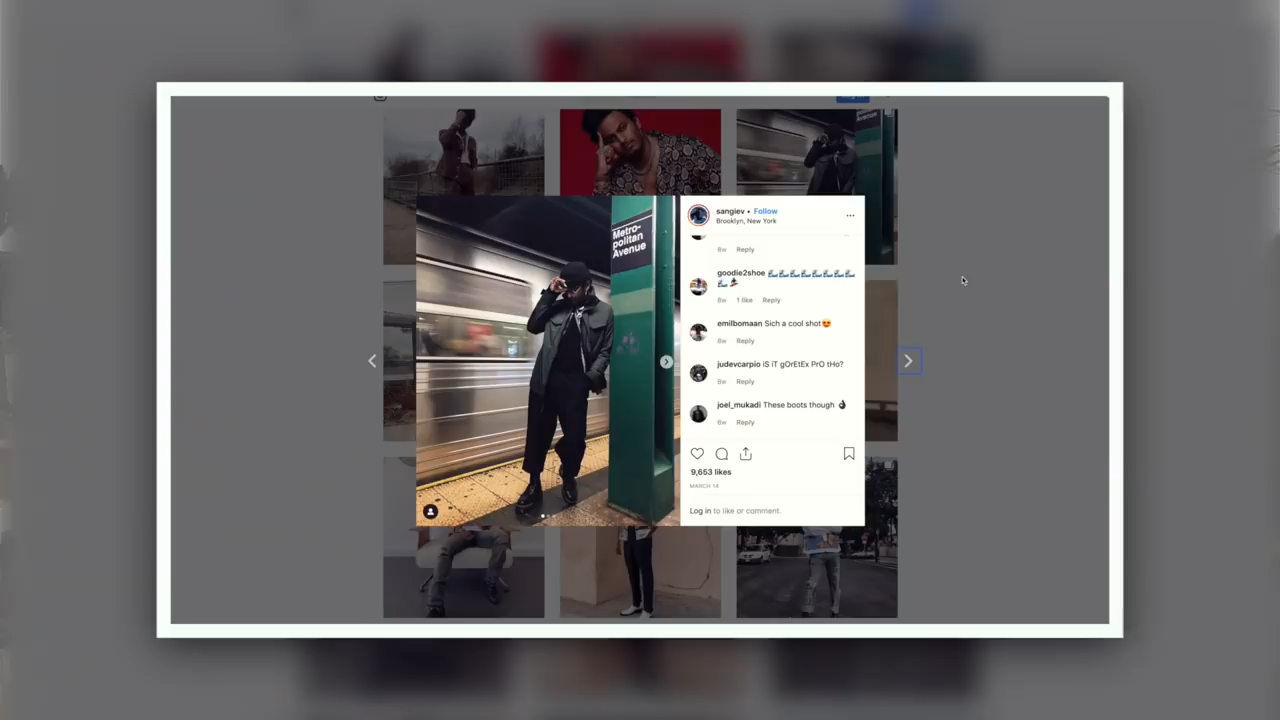 Metro-
politan
Avenue
Avenue
sangiev • Follow
Brooklyn, New York
8w Reply
goodie2shoe
8w 1 like Reply
emilbomaan Sich a cool shot😍
8w Reply
judevcarpio iS iT gOrEtEx PrO tHo?
8w Reply
joel_mukadi These boots though 👌🏿
8w Reply
9,653 likes
MARCH 14
Log in to like or comment.